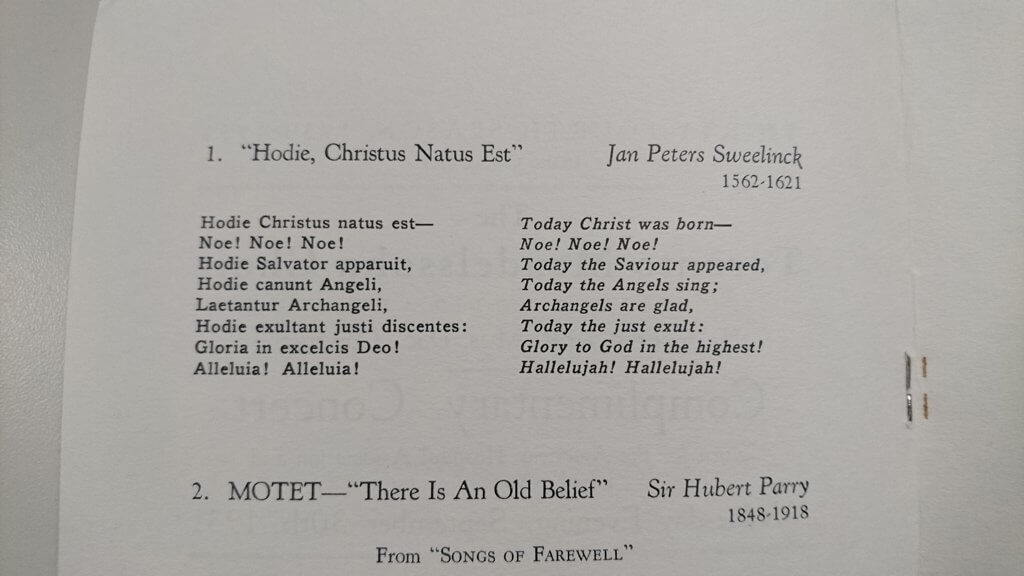 1. "Hodie, Christus Natus Est" Jan Peters Sweelinck
1562-1621
Hodie Christus natus est—
Noe! Noe! Noe!
Hodie Salvator apparuit,
Hodie canunt Angeli,
Laetantur Archangeli,
Hodie exultant justi discentes:
Gloria in excelcis Deo!
Alleluia! Alleluia!
Today Christ was born—
Noe! Noe! Noe!
Today the Saviour appeared,
Today the Angels sing;
Archangels are glad,
Today the just exult:
Glory to God in the highest!
Hallelujah! Hallelujah!
2. MOTET—"There Is An Old Belief" Sir Hubert Parry
1848-1918
From "SONGS OF FAREWELL"